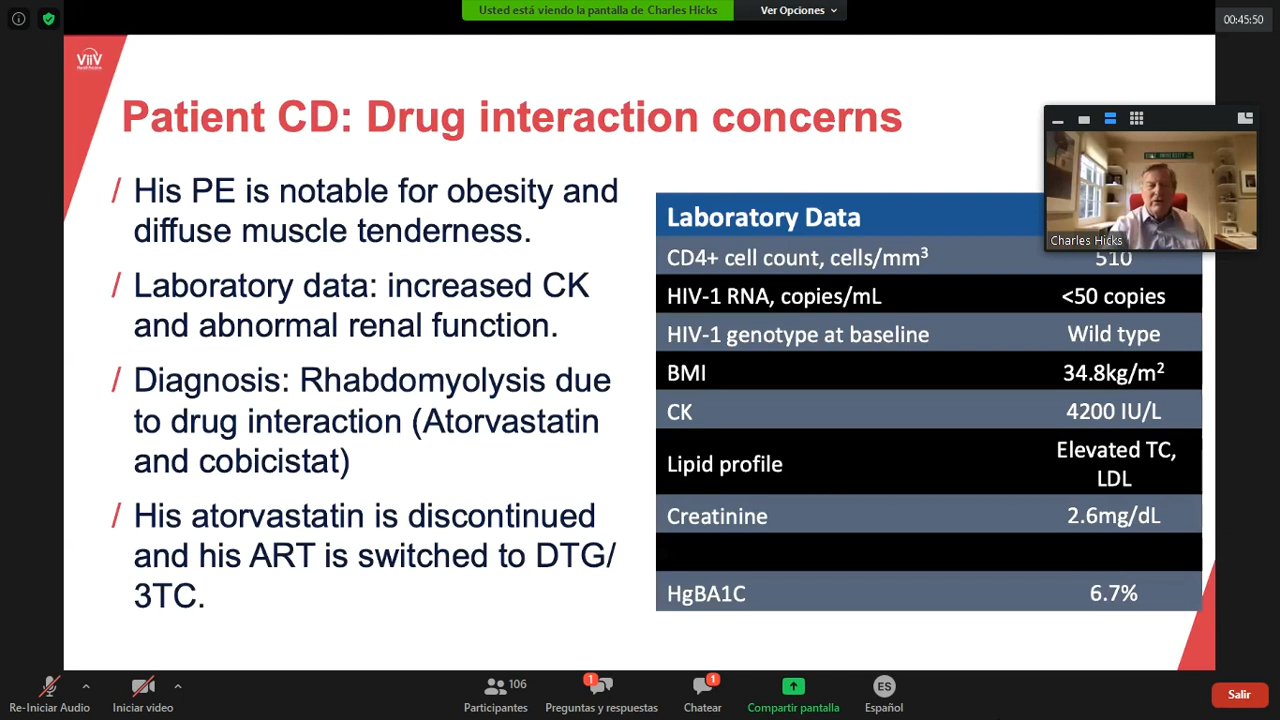 Usted está viendo la pantalla de Charles Hicks
Ver Opciones
00:45:50
ViiV
Healthcare
Patient CD: Drug interaction concerns
/ His PE is notable for obesity and
diffuse muscle tenderness.
/ Laboratory data: increased CK
and abnormal renal function.
/ Diagnosis: Rhabdomyolysis due
to drug interaction (Atorvastatin
and cobicistat)
/ His atorvastatin is discontinued
and his ART is switched to DTG/
3TC.
Charles Hicks
Laboratory Data
CD4+ cell count, cells/mm³ 510
HIV-1 RNA, copies/mL <50 copies
HIV-1 genotype at baseline Wild type
BMI 34.8kg/m²
CK 4200 IU/L
Lipid profile Elevated TC,
LDL
Creatinine 2.6mg/dL
HgBA1C 6.7%
Re-Iniciar Audio
Iniciar video
106
Participantes
1
Preguntas y respuestas
1
Chatear
Compartir pantalla
ES
Español
Salir